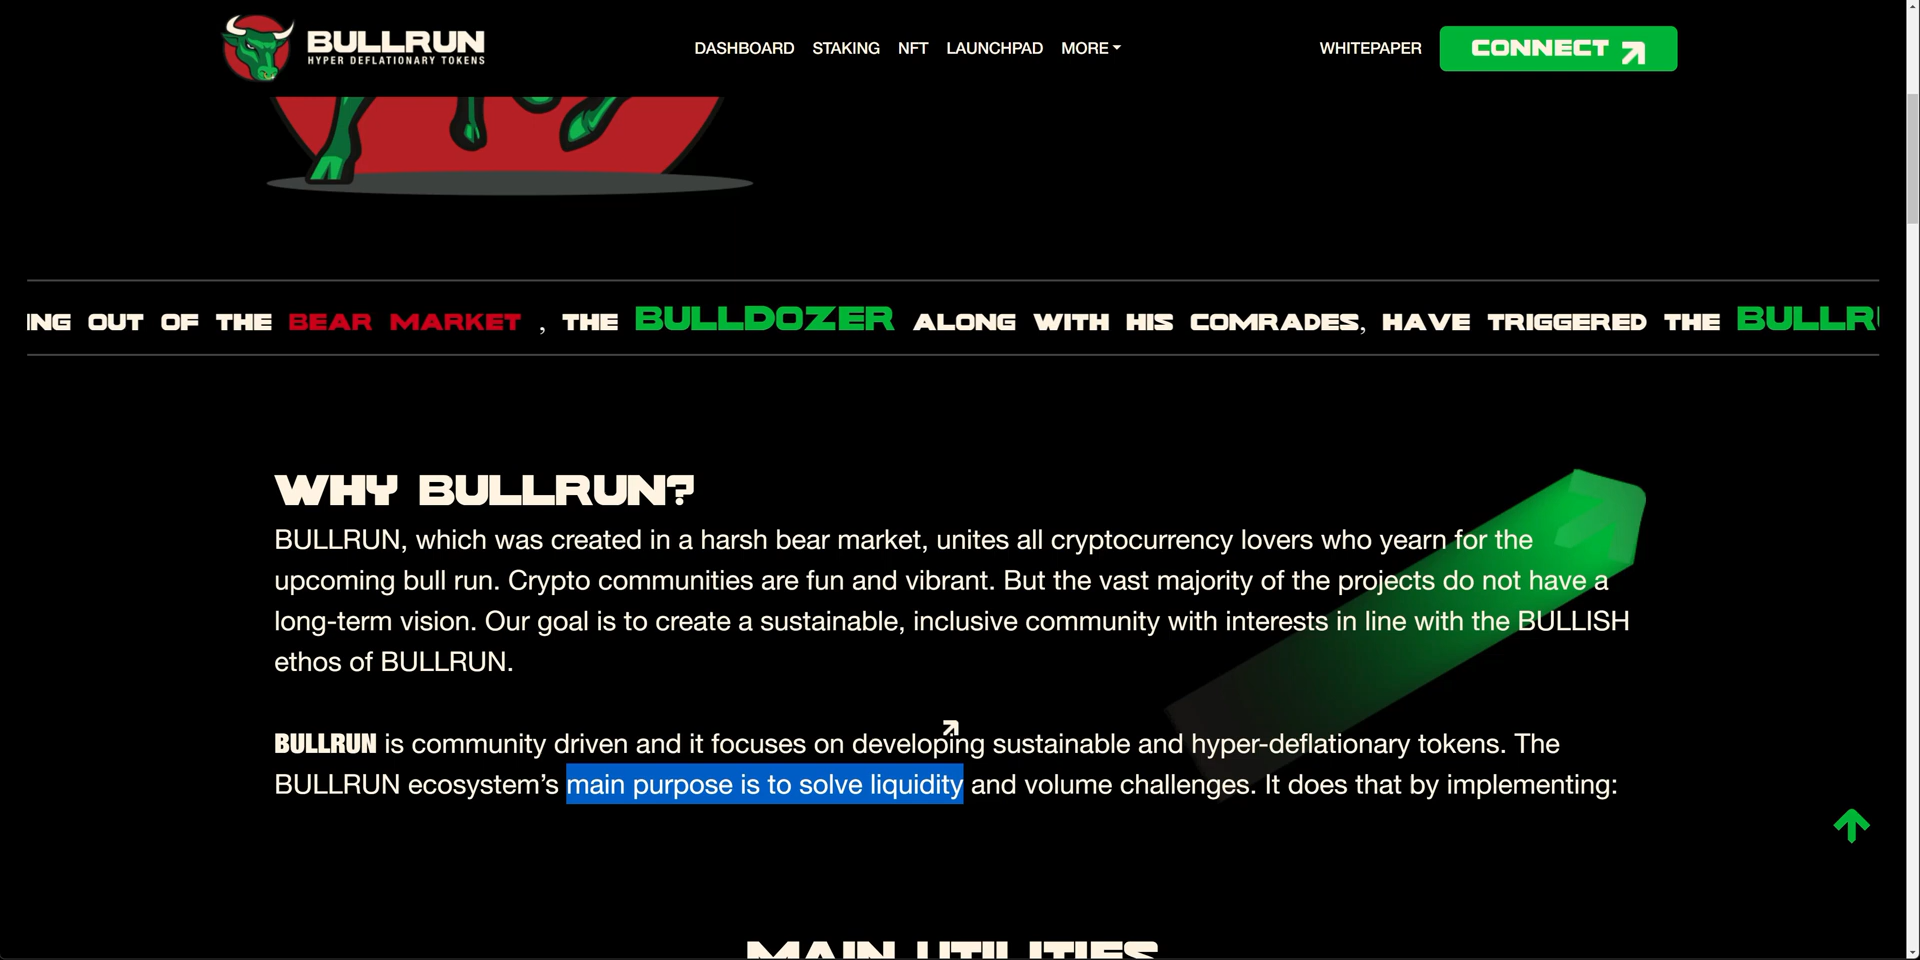 BULLRUN
HYPER DEFLATIONARY TOKENS
DASHBOARD STAKING NFT LAUNCHPAD MORE
WHITEPAPER CONNECT
ING OUT OF THE BEAR MARKET , THE BULLDOZER ALONG WITH HIS COMRADES, HAVE TRIGGERED THE BULLRU
WHY BULLRUN?
BULLRUN, which was created in a harsh bear market, unites all cryptocurrency lovers who yearn for the
upcoming bull run. Crypto communities are fun and vibrant. But the vast majority of the projects do not have a
long-term vision. Our goal is to create a sustainable, inclusive community with interests in line with the BULLISH
ethos of BULLRUN.
BULLRUN is community driven and it focuses on developing sustainable and hyper-deflationary tokens. The
BULLRUN ecosystem’s main purpose is to solve liquidity and volume challenges. It does that by implementing:
MAIN UTILITIES